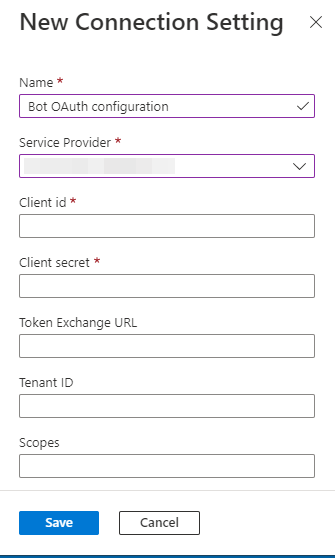 New Connection Setting
Name *
Bot OAuth configuration
Service Provider *
Client id *
Client secret *
Token Exchange URL
Tenant ID
Scopes
Save Cancel